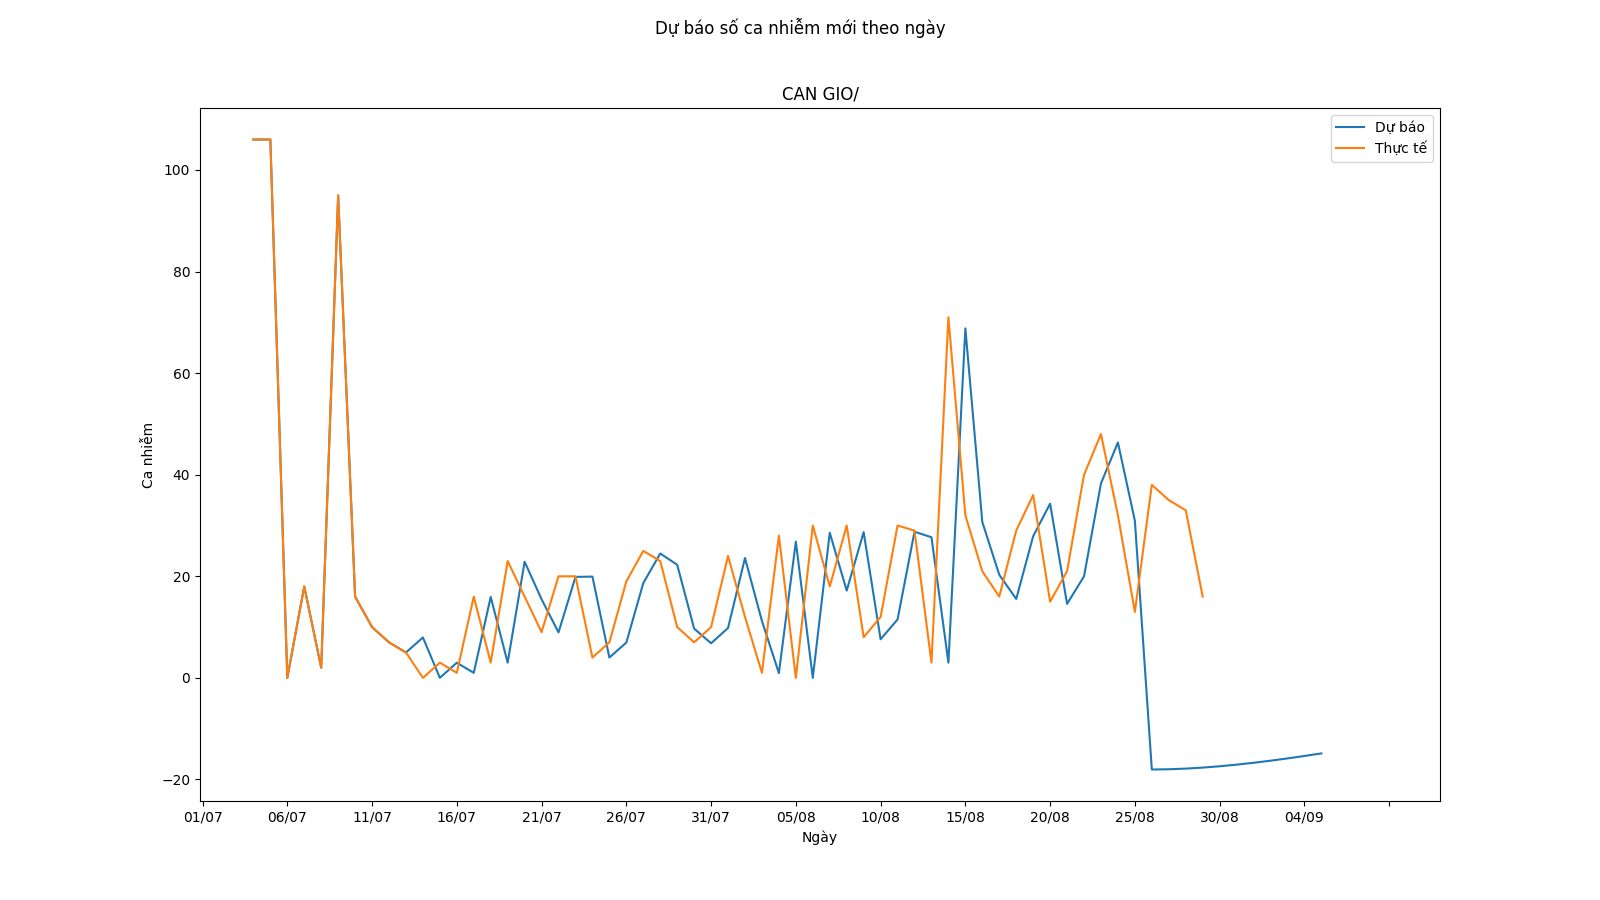 Dự báo số ca nhiễm mới theo ngày
CAN GIO/
Dự báo
Thực tế
100
80
60
40
20
0
−20
Ca nhiễm
01/07 06/07 11/07 16/07 21/07 26/07 31/07 05/08 10/08 15/08 20/08 25/08 30/08 04/09
Ngày